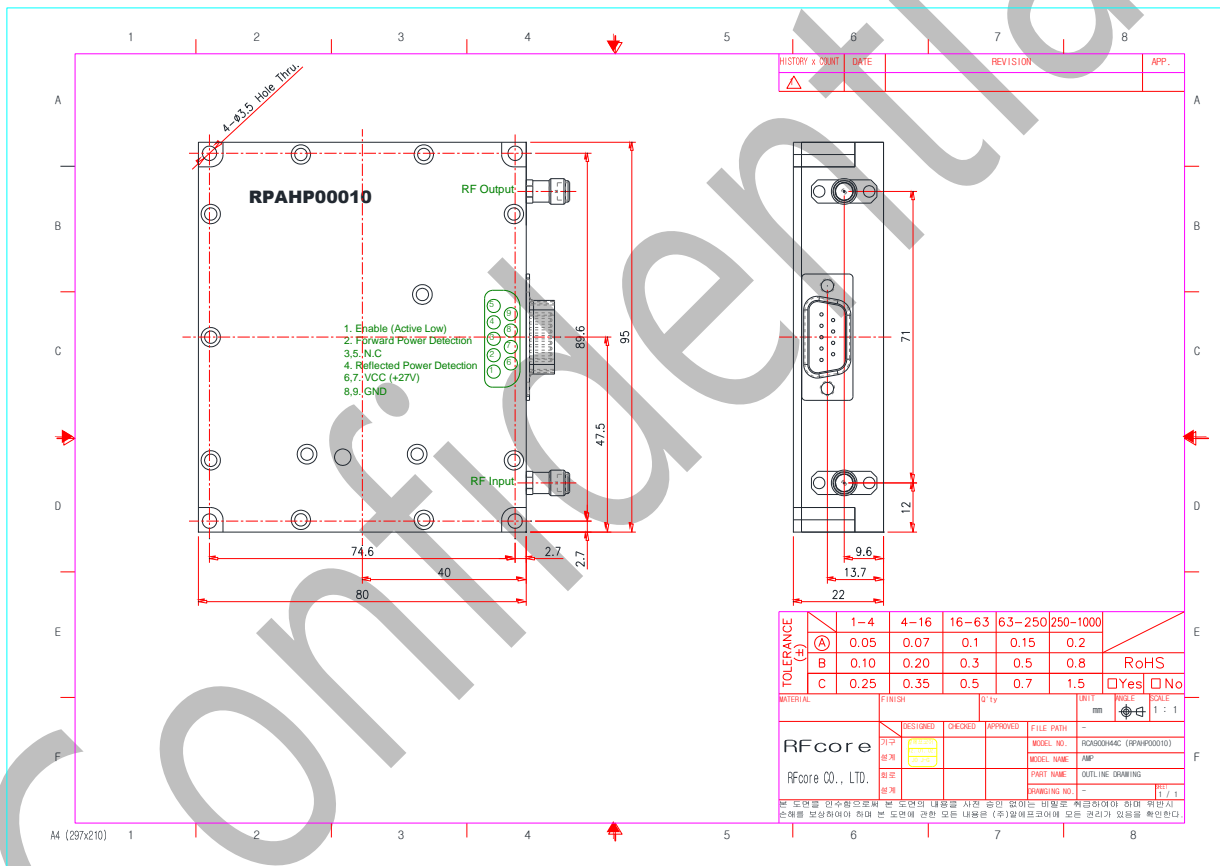 1 2 3 4 5 6 7 8
HISTORY x COUNT DATE REVISION APP.
A A
B B
C C
D D
E E
F F
4-ø3.5 Hole Thru.
RPAHP00010
RF Output
5
4
3
2
1
9
8
7
6
1. Enable (Active Low)
2. Forward Power Detection
3,5. N.C
4. Reflected Power Detection
6,7. VCC (+27V)
8,9. GND
RF Input
89.6
95
47.5
74.6
2.7
2.7
40
80
71
12
9.6
13.7
22
TOLERANCE (±)
1-4 4-16 16-63 63-250 250-1000
A 0.05 0.07 0.1 0.15 0.2
B 0.10 0.20 0.3 0.5 0.8 RoHS
C 0.25 0.35 0.5 0.7 1.5 □Yes □No
MATERIAL FINISH Q'ty UNIT mm ANGLE SCALE 1 : 1
DESIGNED CHECKED APPROVED FILE PATH -
RFcore
RFcore CO., LTD.
기구 설계
회로 설계
MODEL NO. RCA900H44C (RPAHP00010)
MODEL NAME AMP
PART NAME OUTLINE DRAWING
DRAWGING NO. - SHEET 1 / 1
본 도면을 인수함으로써 본 도면의 내용을 사전 승인 없이는 비밀로 취급하여야 하며 위반시
손해를 보상하여야 하며 본 도면에 관한 모든 내용은 (주)알에프코어에 모든 권리가 있음을 확인한다.
A4 (297x210)
1 2 3 4 5 6 7 8
Confidential